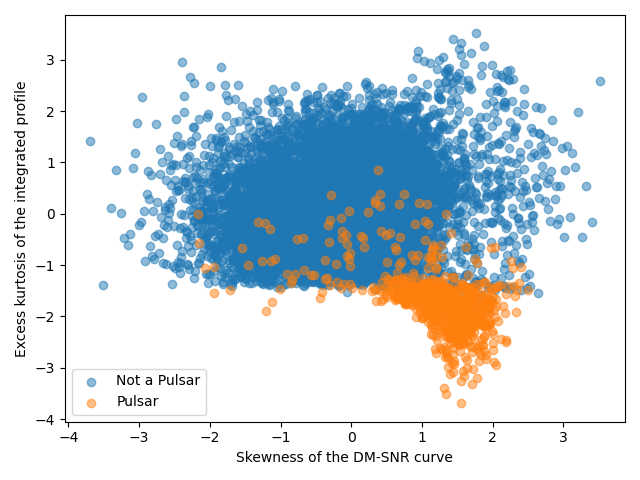 3
2
1
0
−1
−2
−3
−4
Excess kurtosis of the integrated profile
Not a Pulsar
Pulsar
−4 −3 −2 −1 0 1 2 3
Skewness of the DM-SNR curve